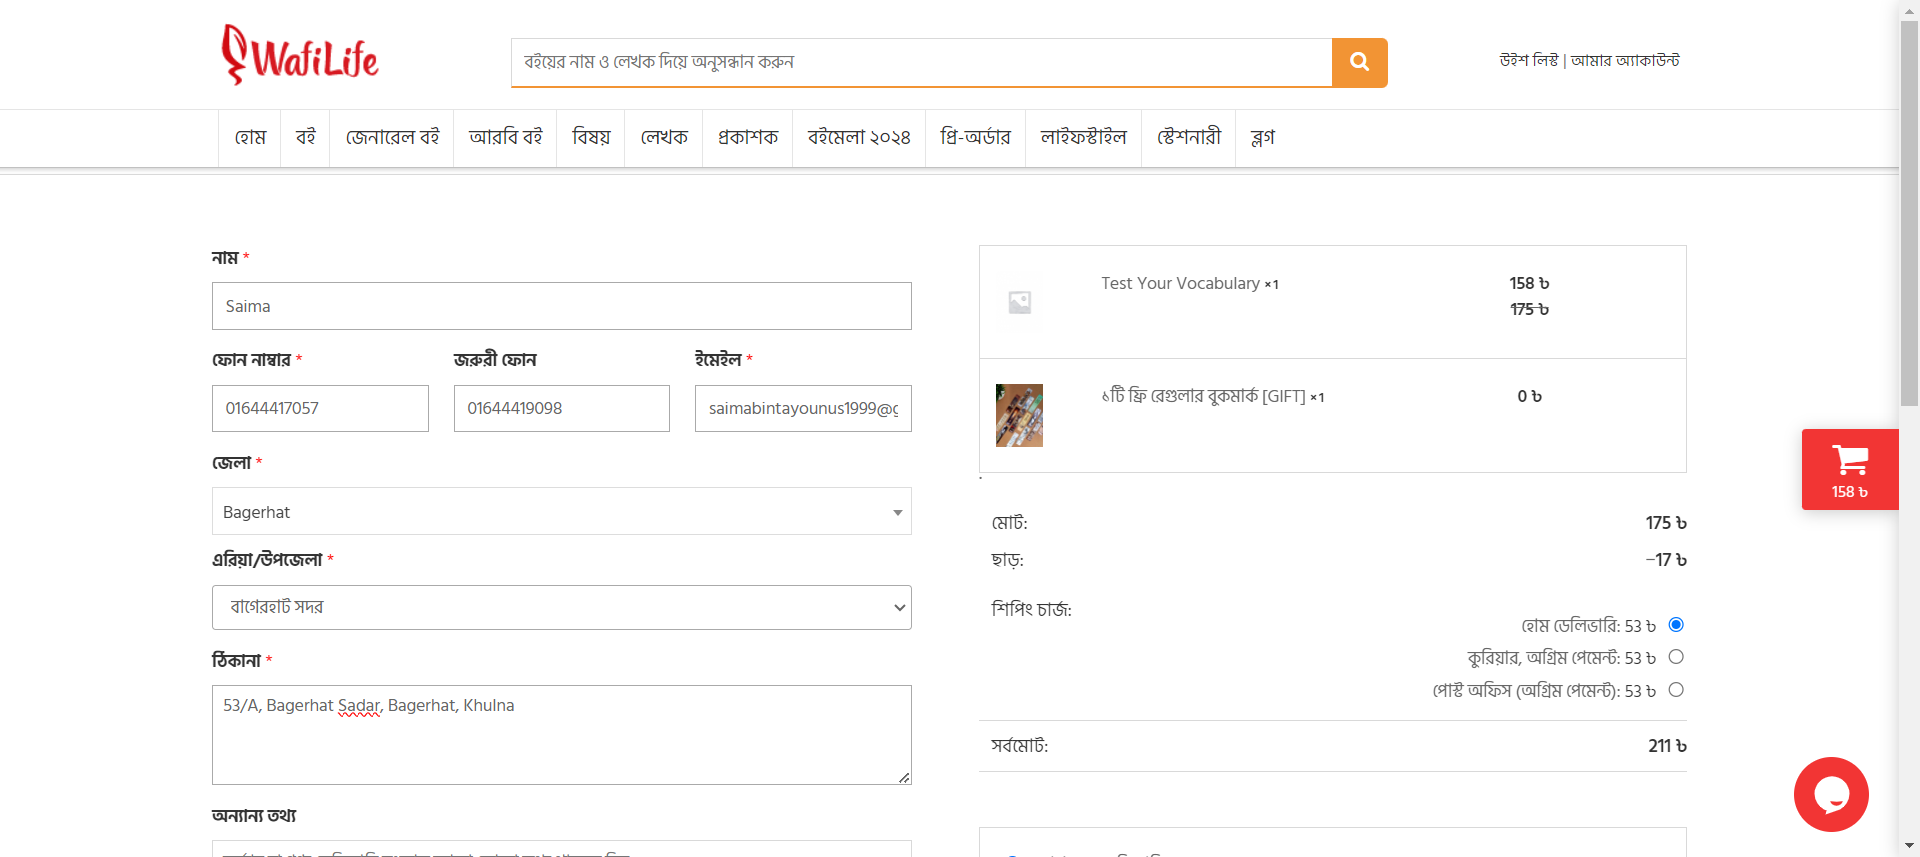 WafiLife
বইয়ের নাম ও লেখক দিয়ে অনুসন্ধান করুন
উইশ লিস্ট | আমার অ্যাকাউন্ট
হোম
বই
জেনারেল বই
আরবি বই
বিষয়
লেখক
প্রকাশক
বইমেলা ২০২৪
প্রি-অর্ডার
লাইফস্টাইল
স্টেশনারী
ব্লগ
নাম *
Saima
ফোন নাম্বার *
01644417057
জরুরী ফোন
01644419098
ইমেইল *
saimabintayounus1999@g
জেলা *
Bagerhat
এরিয়া/উপজেলা *
বাগেরহাট সদর
ঠিকানা *
53/A, Bagerhat Sadar, Bagerhat, Khulna
অন্যান্য তথ্য
Test Your Vocabulary ×1
158 ৳
175 ৳
১টি ফ্রি রেগুলার বুকমার্ক [GIFT] ×1
0 ৳
মোট:
175 ৳
ছাড়:
–17 ৳
শিপিং চার্জ:
হোম ডেলিভারি: 53 ৳
কুরিয়ার, অগ্রিম পেমেন্ট: 53 ৳
পোস্ট অফিস (অগ্রিম পেমেন্ট): 53 ৳
সর্বমোট:
211 ৳
158 ৳